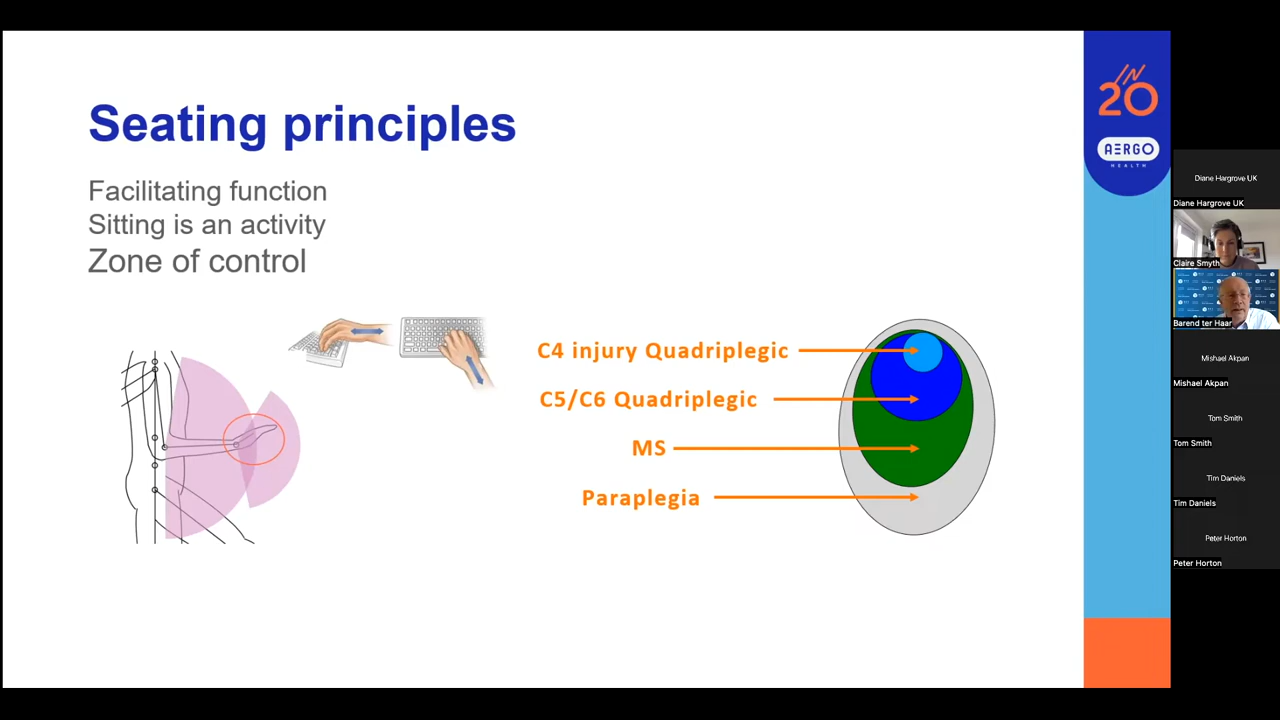 Seating principles
Facilitating function
Sitting is an activity
Zone of control
C4 injury Quadriplegic
C5/C6 Quadriplegic
MS
Paraplegia
IN
20
AERGO
HEALTH
Diane Hargrove UK
Diane Hargrove UK
Claire Smyth
Barend ter Haar
Mishael Akpan
Mishael Akpan
Tom Smith
Tom Smith
Tim Daniels
Tim Daniels
Peter Horton
Peter Horton